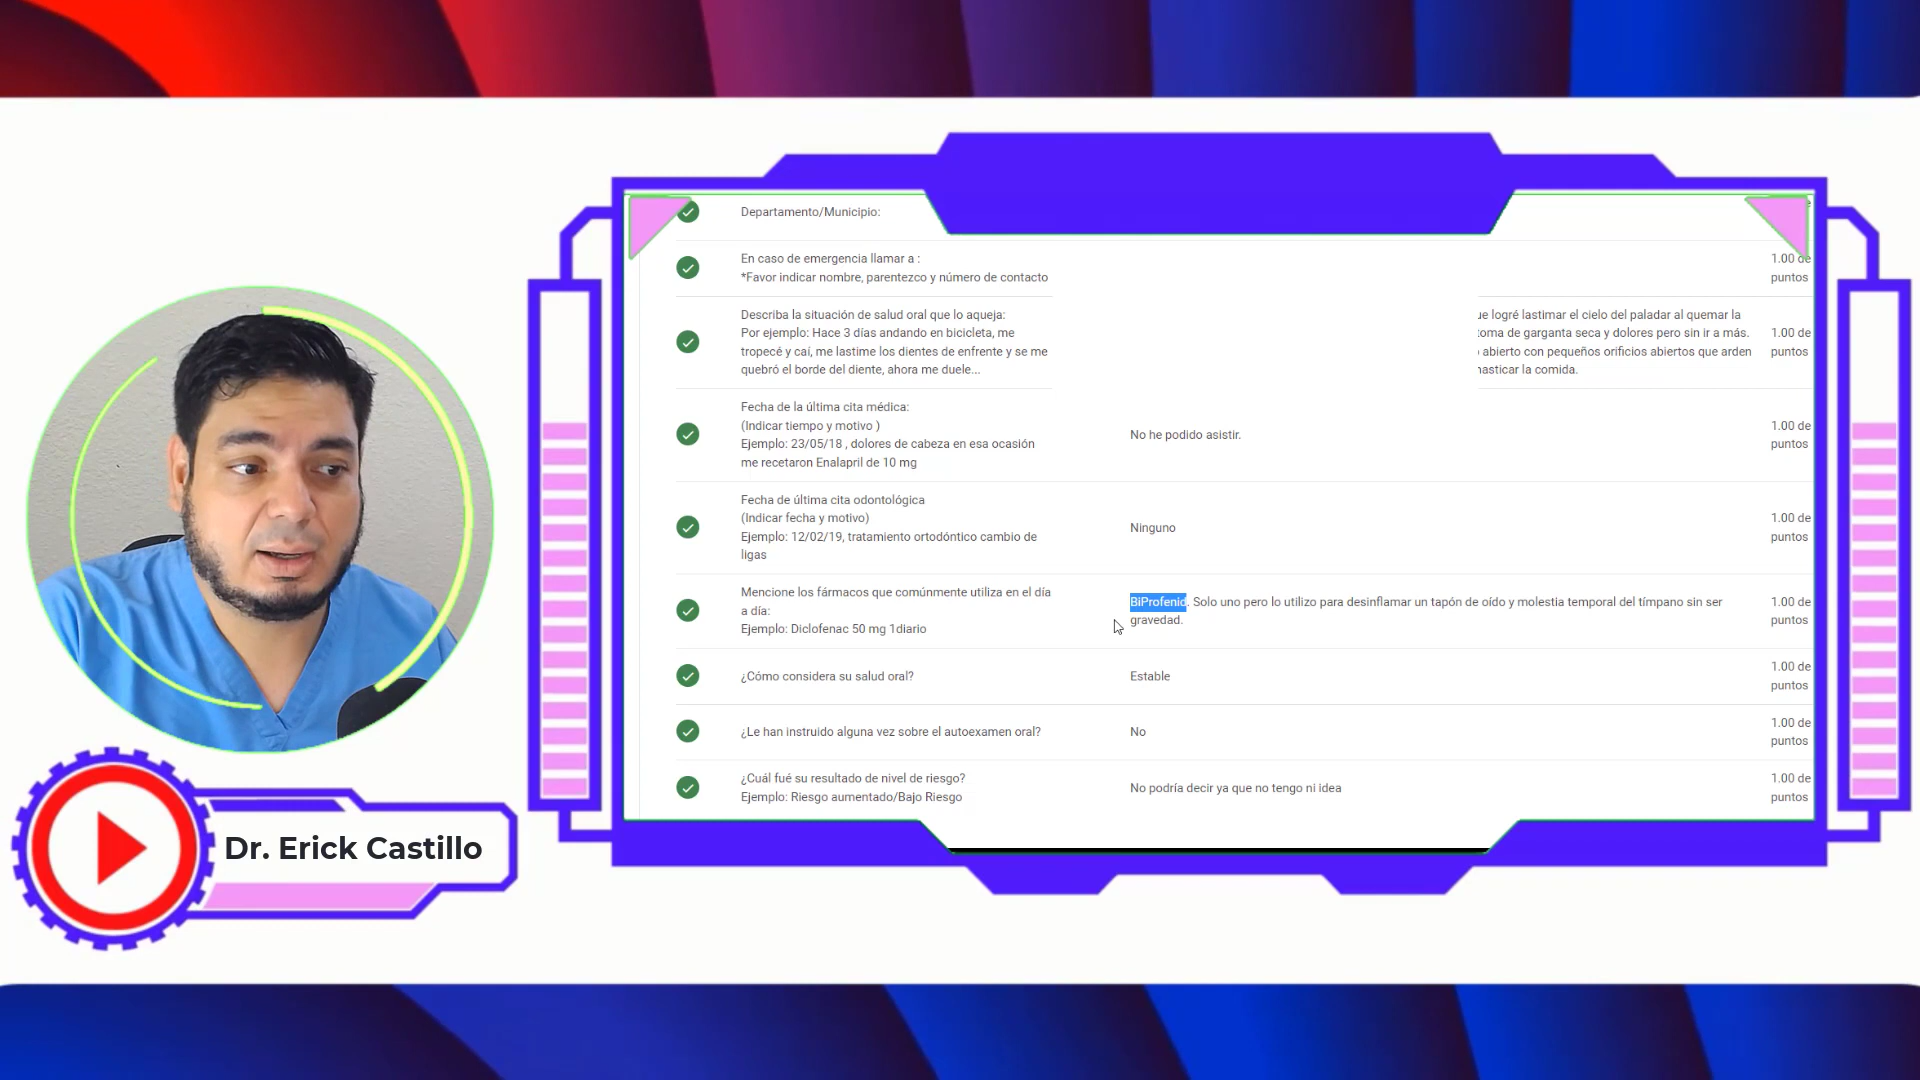 Departamento/Municipio:
En caso de emergencia llamar a :
*Favor indicar nombre, parentezco y número de contacto
1.00 de
puntos
Describa la situación de salud oral que lo aqueja:
Por ejemplo: Hace 3 días andando en bicicleta, me
tropecé y caí, me lastime los dientes de enfrente y se me
quebró el borde del diente, ahora me duele...
logré lastimar el cielo del paladar al quemar la
de garganta seca y dolores pero sin ir a más.
abierto con pequeños orificios abiertos que arden
masticar la comida.
1.00 de
puntos
Fecha de la última cita médica:
(Indicar tiempo y motivo )
Ejemplo: 23/05/18 , dolores de cabeza en esa ocasión
me recetaron Enalapril de 10 mg
No he podido asistir.
1.00 de
puntos
Fecha de última cita odontológica
(Indicar fecha y motivo)
Ejemplo: 12/02/19, tratamiento ortodóntico cambio de
ligas
Ninguno
1.00 de
puntos
Mencione los fármacos que comúnmente utiliza en el día
a día:
Ejemplo: Diclofenac 50 mg 1diario
BiProfenid, Solo uno pero lo utilizo para desinflamar un tapón de oído y molestia temporal del tímpano sin ser
gravedad.
1.00 de
puntos
¿Cómo considera su salud oral?
Estable
1.00 de
puntos
¿Le han instruido alguna vez sobre el autoexamen oral?
No
1.00 de
puntos
¿Cuál fué su resultado de nivel de riesgo?
Ejemplo: Riesgo aumentado/Bajo Riesgo
No podría decir ya que no tengo ni idea
1.00 de
puntos
Dr. Erick Castillo